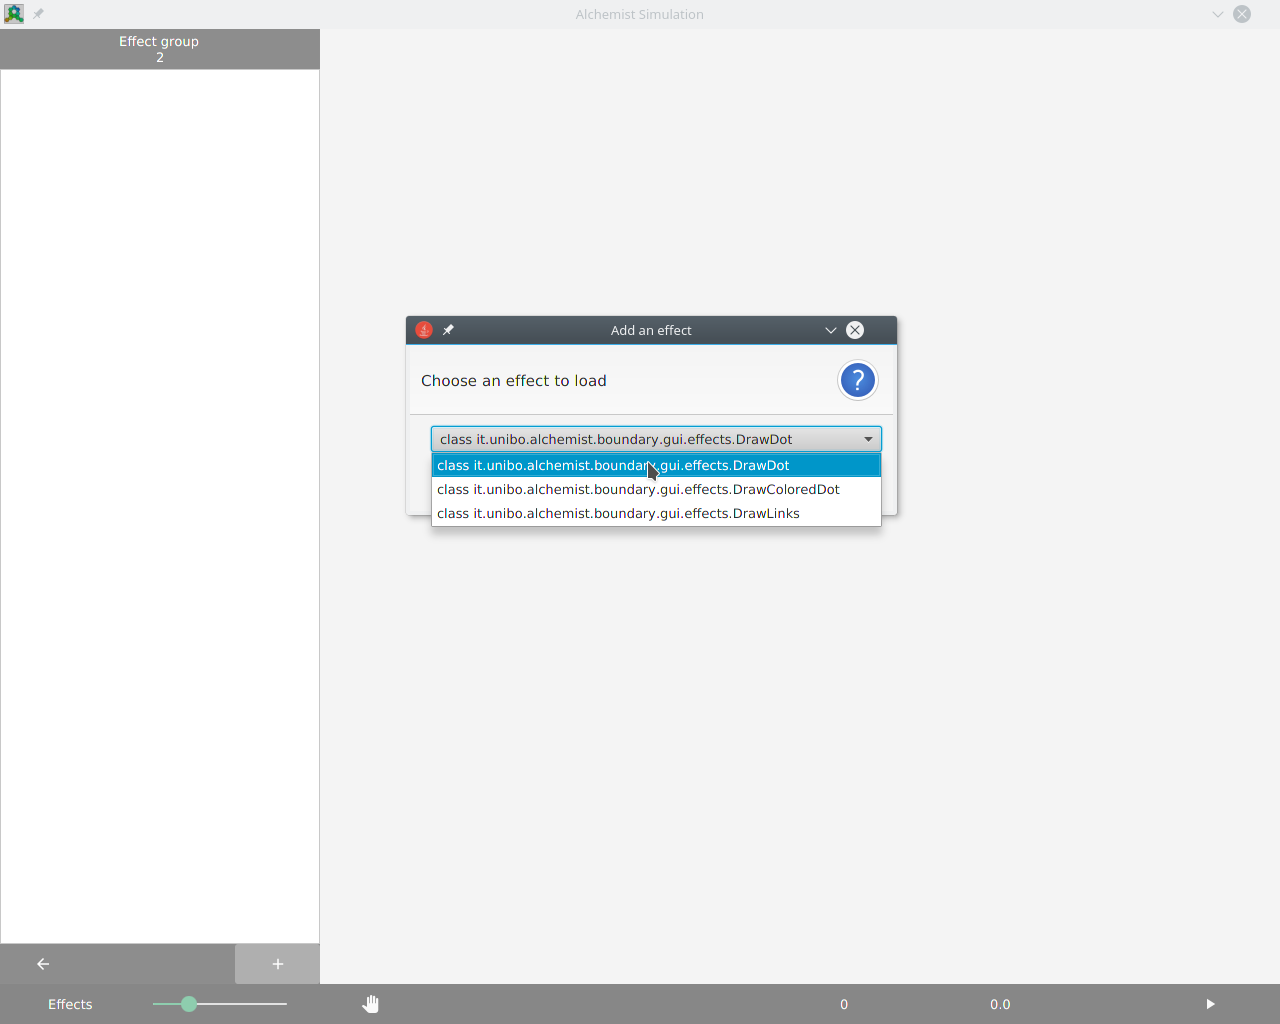 Alchemist Simulation
Effect group
2
Add an effect
Choose an effect to load
?
class it.unibo.alchemist.boundary.gui.effects.DrawDot
class it.unibo.alchemist.boundary.gui.effects.DrawDot
class it.unibo.alchemist.boundary.gui.effects.DrawColoredDot
class it.unibo.alchemist.boundary.gui.effects.DrawLinks
Effects
0
0.0